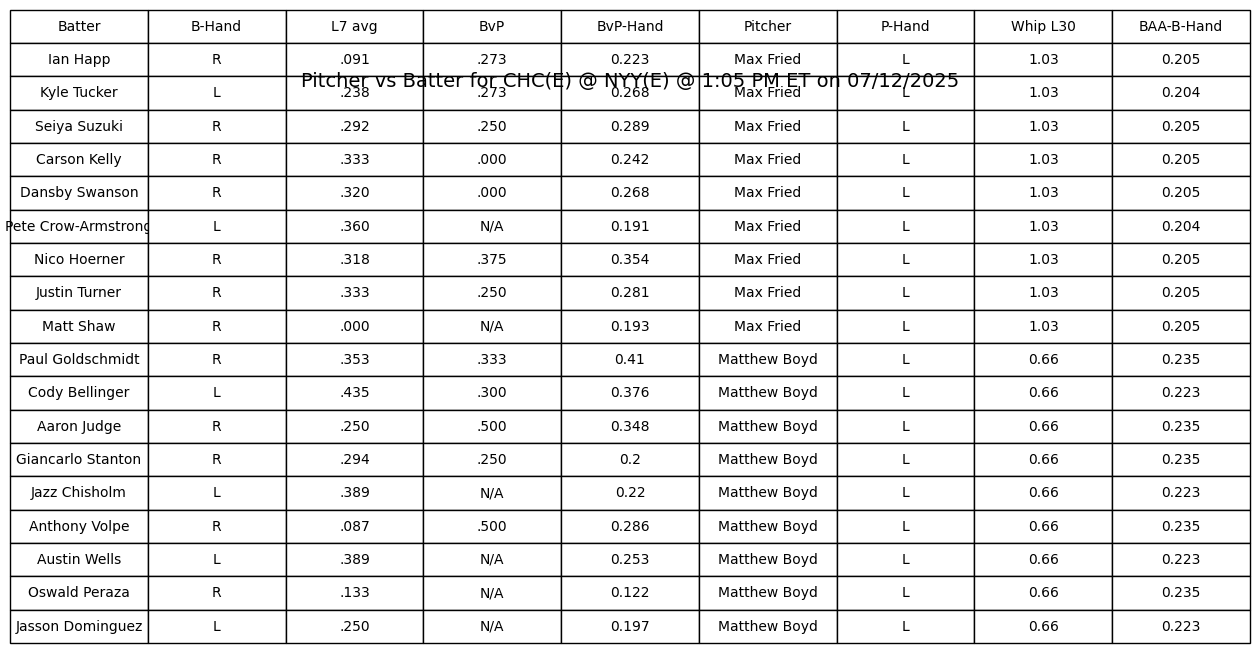 Batter B-Hand L7 avg BvP BvP-Hand Pitcher P-Hand Whip L30 BAA-B-Hand
Ian Happ R .091 .273 0.223 Max Fried L 1.03 0.205
Pitcher vs Batter for CHC(E) @ NYY(E) @ 1:05 PM ET on 07/12/2025
Kyle Tucker L .238 .273 0.268 Max Fried L 1.03 0.204
Seiya Suzuki R .292 .250 0.289 Max Fried L 1.03 0.205
Carson Kelly R .333 .000 0.242 Max Fried L 1.03 0.205
Dansby Swanson R .320 .000 0.268 Max Fried L 1.03 0.205
Pete Crow-Armstrong L .360 N/A 0.191 Max Fried L 1.03 0.204
Nico Hoerner R .318 .375 0.354 Max Fried L 1.03 0.205
Justin Turner R .333 .250 0.281 Max Fried L 1.03 0.205
Matt Shaw R .000 N/A 0.193 Max Fried L 1.03 0.205
Paul Goldschmidt R .353 .333 0.41 Matthew Boyd L 0.66 0.235
Cody Bellinger L .435 .300 0.376 Matthew Boyd L 0.66 0.223
Aaron Judge R .250 .500 0.348 Matthew Boyd L 0.66 0.235
Giancarlo Stanton R .294 .250 0.2 Matthew Boyd L 0.66 0.235
Jazz Chisholm L .389 N/A 0.22 Matthew Boyd L 0.66 0.223
Anthony Volpe R .087 .500 0.286 Matthew Boyd L 0.66 0.235
Austin Wells L .389 N/A 0.253 Matthew Boyd L 0.66 0.223
Oswald Peraza R .133 N/A 0.122 Matthew Boyd L 0.66 0.235
Jasson Dominguez L .250 N/A 0.197 Matthew Boyd L 0.66 0.223